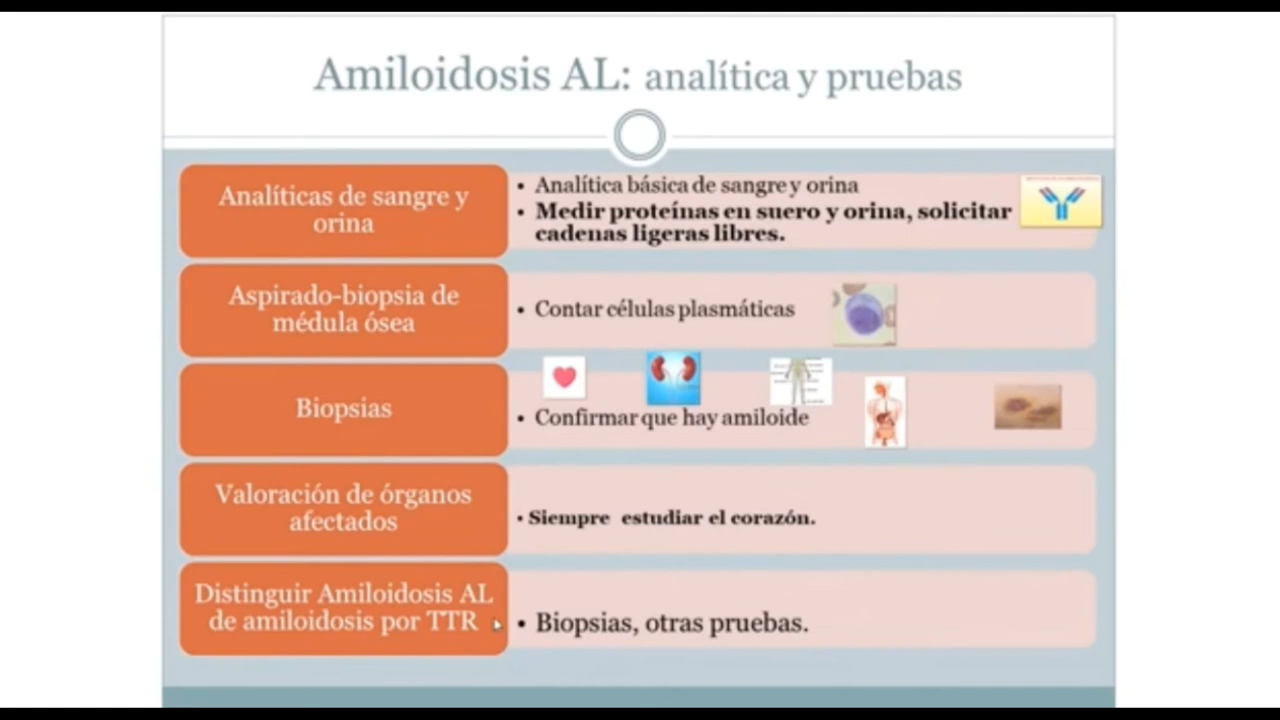 Amiloidosis AL: analítica y pruebas
Analíticas de sangre y
orina
• Analítica básica de sangre y orina
• Medir proteínas en suero y orina, solicitar
cadenas ligeras libres.
Aspirado-biopsia de
médula ósea
• Contar células plasmáticas
Biopsias
• Confirmar que hay amiloide
Valoración de órganos
afectados
• Siempre estudiar el corazón.
Distinguir Amiloidosis AL
de amiloidosis por TTR
• Biopsias, otras pruebas.